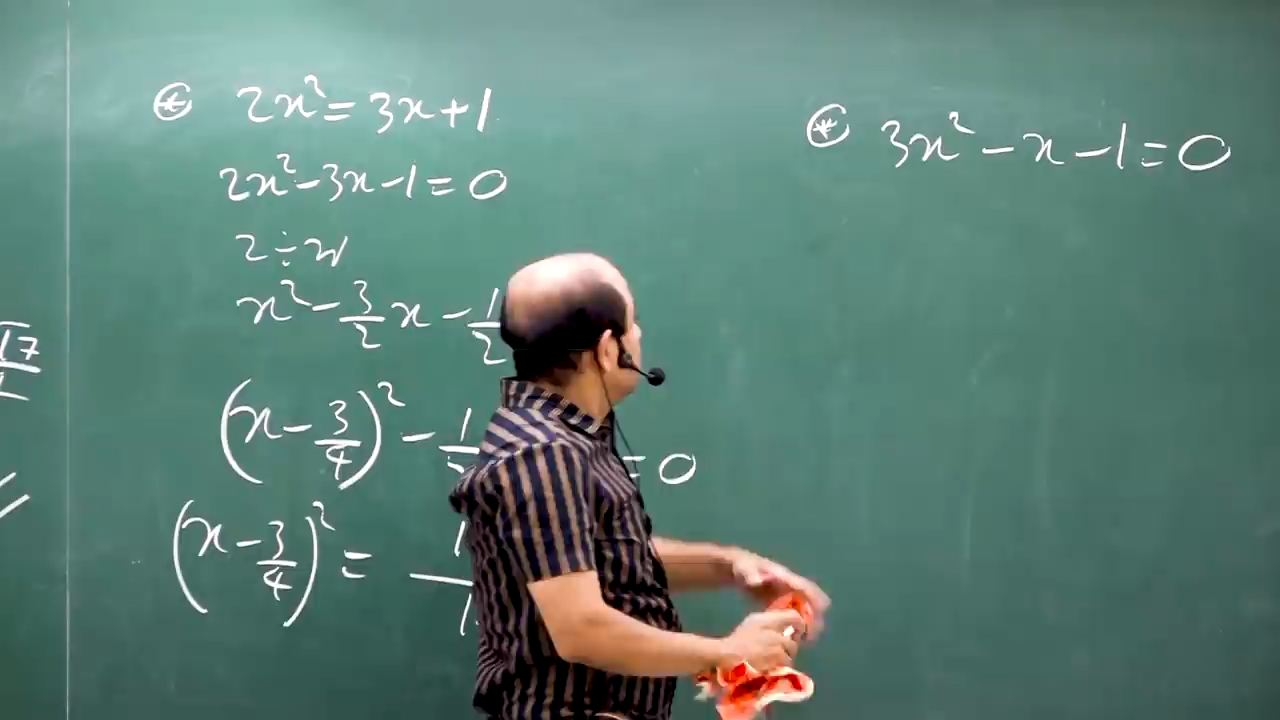 ⊛ 2x² = 3x + 1
2x² - 3x - 1 = 0
x² - 3/2 x - 1/2
(x - 3/4)² - 1/ = 0
(x - 3/4)² =
⊛ 3x² - x - 1 = 0